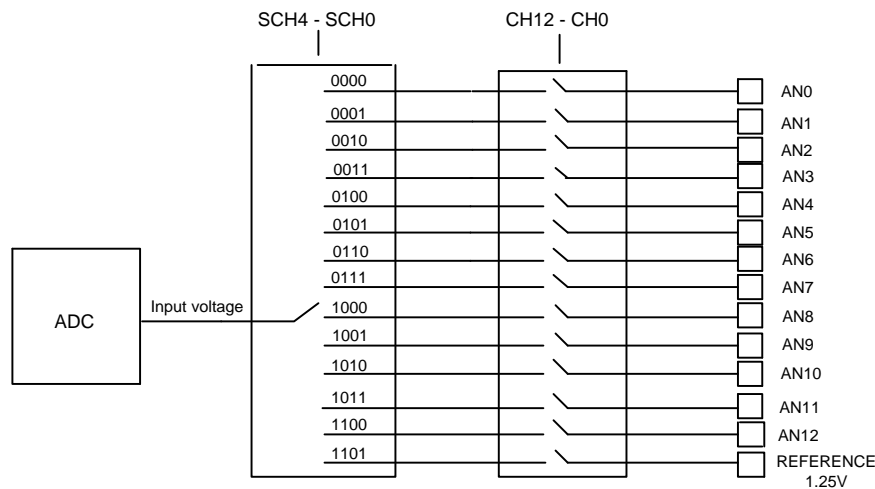 SCH4 - SCH0 CH12 - CH0
0000 AN0
0001 AN1
0010 AN2
0011 AN3
0100 AN4
0101 AN5
0110 AN6
0111 AN7
ADC Input voltage 1000 AN8
1001 AN9
1010 AN10
1011 AN11
1100 AN12
1101 REFERENCE
1.25V